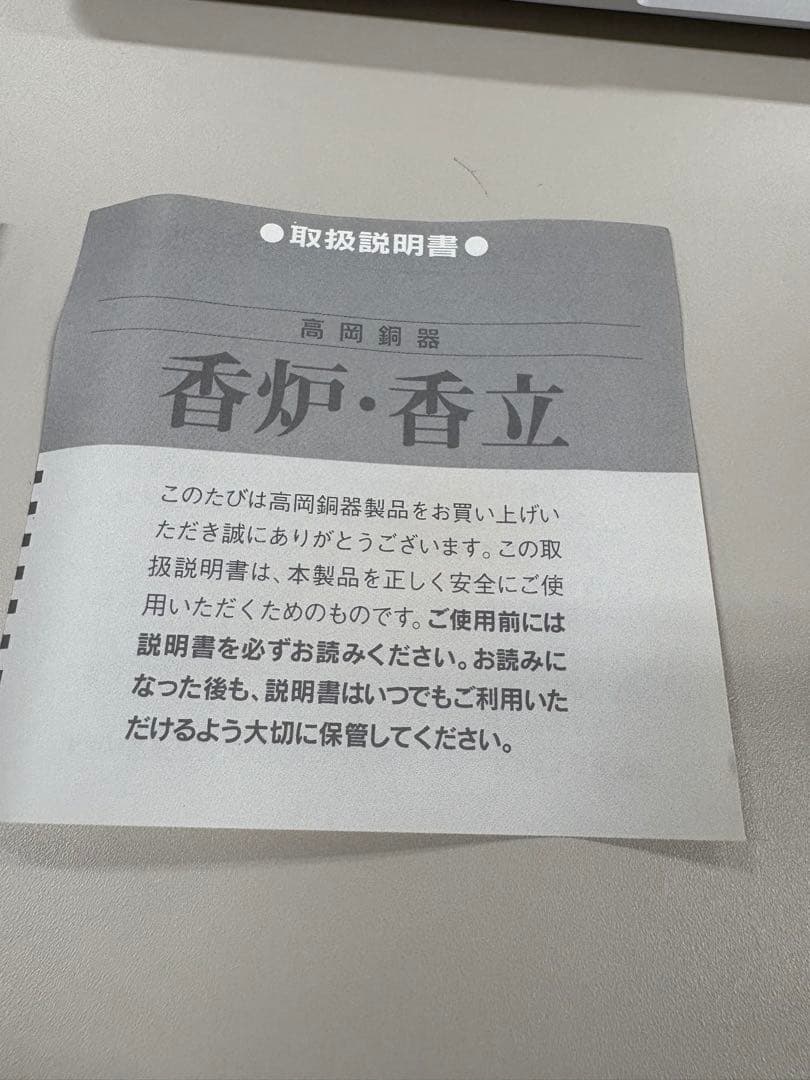 ●取扱説明書●
高岡銅器
香炉・香立
このたびは高岡銅器製品をお買い上げい
ただき誠にありがとうございます。この取
扱説明書は、本製品を正しく安全にご使
用いただくためのものです。ご使用前には
説明書を必ずお読みください。お読みに
なった後も、説明書はいつでもご利用いた
だけるよう大切に保管してください。